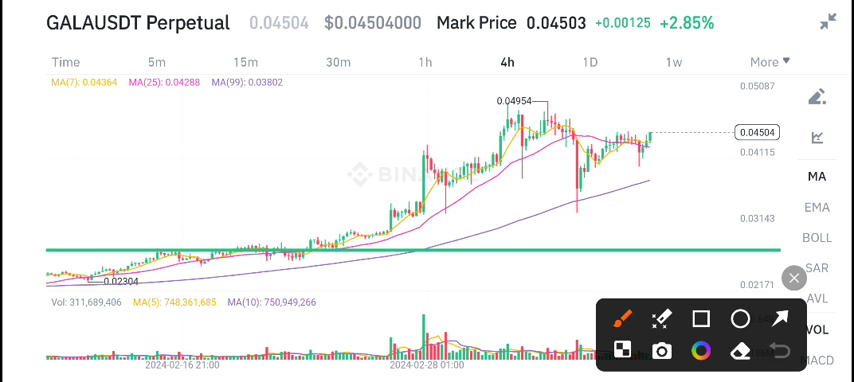 GALAUSDT Perpetual 0.04504 $0.04504000 Mark Price 0.04503 +0.00125 +2.85%
Time 5m 15m 30m 1h 4h 1D 1w More
MA(7): 0.04364 MA(25): 0.04288 MA(99): 0.03802
0.05087
0.04954
0.04504
0.04115
BINAN
MA
EMA
0.03143
BOLL
SAR
0.02304
0.02171
AVL
Vol: 311,689,406 MA(5): 748,361,685 MA(10): 750,949,266
VOL
MACD
2024-02-16 21:00 2024-02-28 01:00